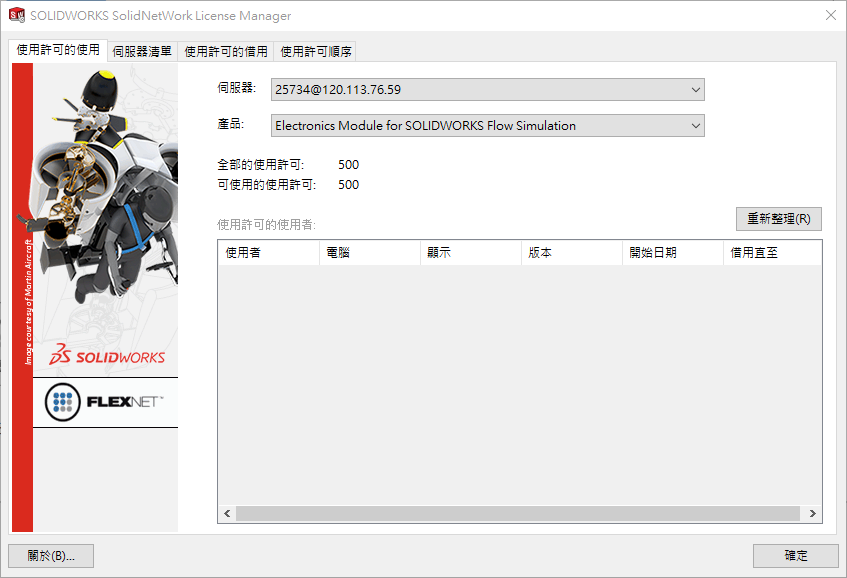 SOLIDWORKS SolidNetWork License Manager
使用許可的使用
伺服器清單
使用許可的借用
使用許可順序
伺服器:
25734@120.113.76.59
產品:
Electronics Module for SOLIDWORKS Flow Simulation
全部的使用許可:
500
可使用的使用許可:
500
使用許可的使用者:
重新整理(R)
使用者
電腦
顯示
版本
開始日期
借用直至
Image courtesy of Martin Aircraft
SOLIDWORKS
FLEXNET™
關於(B)...
確定